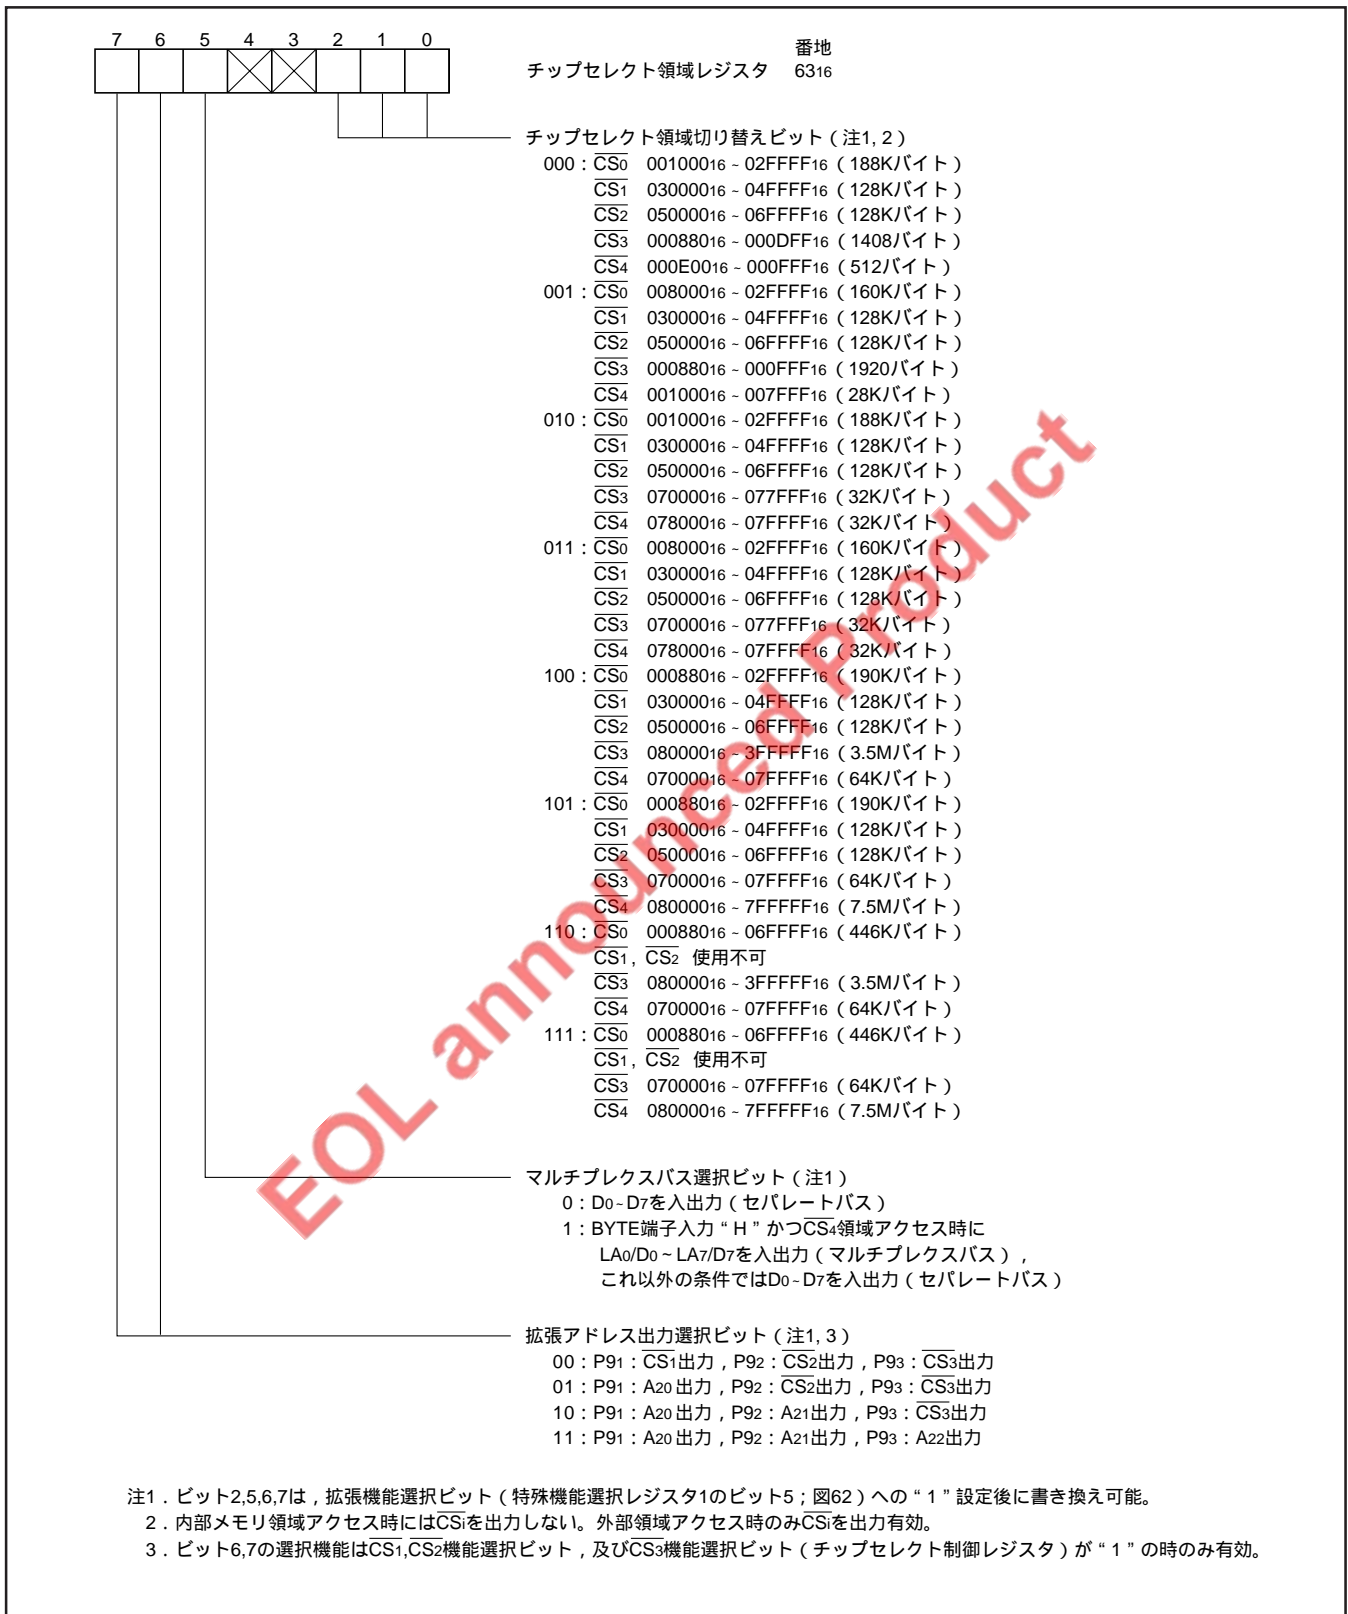 7 6 5 4 3 2 1 0
番地
チップセレクト領域レジスタ 6316
チップセレクト領域切り替えビット（注1, 2）
000：CS0 00100016 ~ 02FFFF16（188Kバイト）
CS1 03000016 ~ 04FFFF16（128Kバイト）
CS2 05000016 ~ 06FFFF16（128Kバイト）
CS3 00088016 ~ 000DFF16（1408バイト）
CS4 000E0016 ~ 000FFF16（512バイト）
001：CS0 00800016 ~ 02FFFF16（160Kバイト）
CS1 03000016 ~ 04FFFF16（128Kバイト）
CS2 05000016 ~ 06FFFF16（128Kバイト）
CS3 00088016 ~ 000FFF16（1920バイト）
CS4 00100016 ~ 007FFF16（28Kバイト）
010：CS0 00100016 ~ 02FFFF16（188Kバイト）
CS1 03000016 ~ 04FFFF16（128Kバイト）
CS2 05000016 ~ 06FFFF16（128Kバイト）
CS3 07000016 ~ 077FFF16（32Kバイト）
CS4 07800016 ~ 07FFFF16（32Kバイト）
011：CS0 00800016 ~ 02FFFF16（160Kバイト）
CS1 03000016 ~ 04FFFF16（128Kバイト）
CS2 05000016 ~ 06FFFF16（128Kバイト）
CS3 07000016 ~ 077FFF16（32Kバイト）
CS4 07800016 ~ 07FFFF16（32Kバイト）
100：CS0 00088016 ~ 02FFFF16（190Kバイト）
CS1 03000016 ~ 04FFFF16（128Kバイト）
CS2 05000016 ~ 06FFFF16（128Kバイト）
CS3 08000016 ~ 3FFFFF16（3.5Mバイト）
CS4 07000016 ~ 07FFFF16（64Kバイト）
101：CS0 00088016 ~ 02FFFF16（190Kバイト）
CS1 03000016 ~ 04FFFF16（128Kバイト）
CS2 05000016 ~ 06FFFF16（128Kバイト）
CS3 07000016 ~ 07FFFF16（64Kバイト）
CS4 08000016 ~ 7FFFFF16（7.5Mバイト）
110：CS0 00088016 ~ 06FFFF16（446Kバイト）
CS1, CS2 使用不可
CS3 08000016 ~ 3FFFFF16（3.5Mバイト）
CS4 07000016 ~ 07FFFF16（64Kバイト）
111：CS0 00088016 ~ 06FFFF16（446Kバイト）
CS1, CS2 使用不可
CS3 07000016 ~ 07FFFF16（64Kバイト）
CS4 08000016 ~ 7FFFFF16（7.5Mバイト）
EOL announced Product
マルチプレクスバス選択ビット（注1）
0：D0~D7を入出力（セパレートバス）
1：BYTE端子入力“H”かつCS4領域アクセス時に
LA0/D0 ~ LA7/D7を入出力（マルチプレクスバス），
これ以外の条件ではD0~D7を入出力（セパレートバス）
拡張アドレス出力選択ビット（注1, 3）
00：P91：CS1出力，P92：CS2出力，P93：CS3出力
01：P91：A20出力，P92：CS2出力，P93：CS3出力
10：P91：A20出力，P92：A21出力，P93：CS3出力
11：P91：A20出力，P92：A21出力，P93：A22出力
注1．ビット2,5,6,7は，拡張機能選択ビット（特殊機能選択レジスタ1のビット5；図62）への“1”設定後に書き換え可能。
2．内部メモリ領域アクセス時にはCSiを出力しない。外部領域アクセス時のみCSiを出力有効。
3．ビット6,7の選択機能はCS1,CS2機能選択ビット，及びCS3機能選択ビット（チップセレクト制御レジスタ）が“1”の時のみ有効。